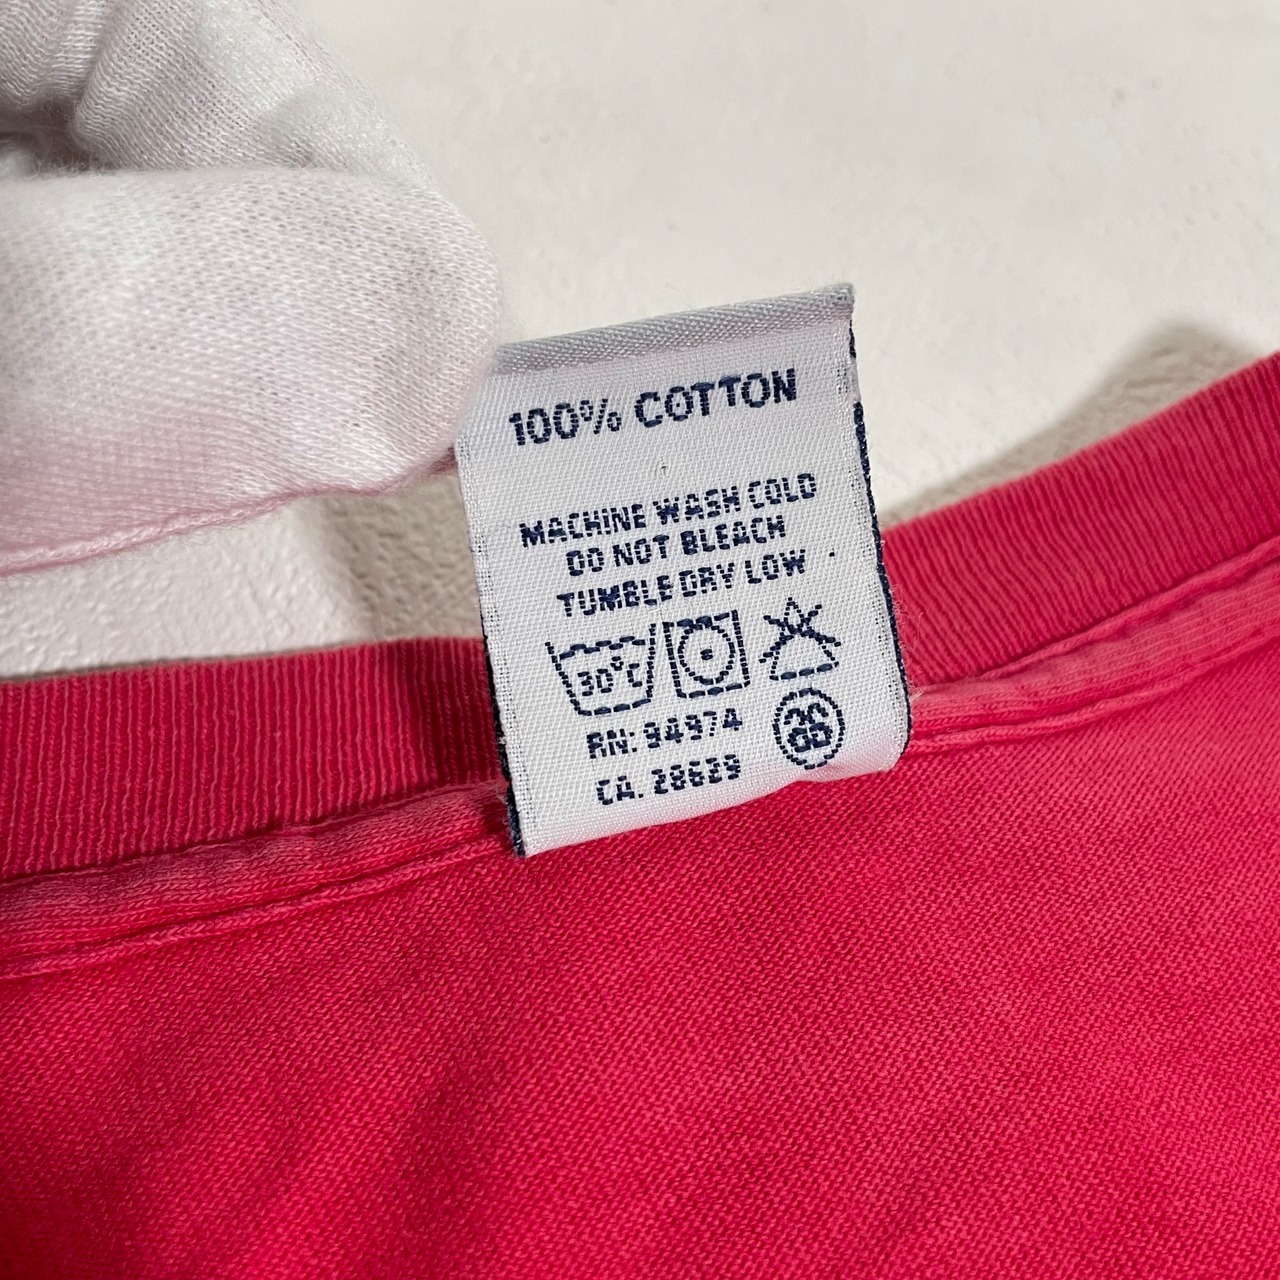 100% COTTON
MACHINE WASH COLD
DO NOT BLEACH
TUMBLE DRY LOW
30°C
RN: 94974
CA. 28629